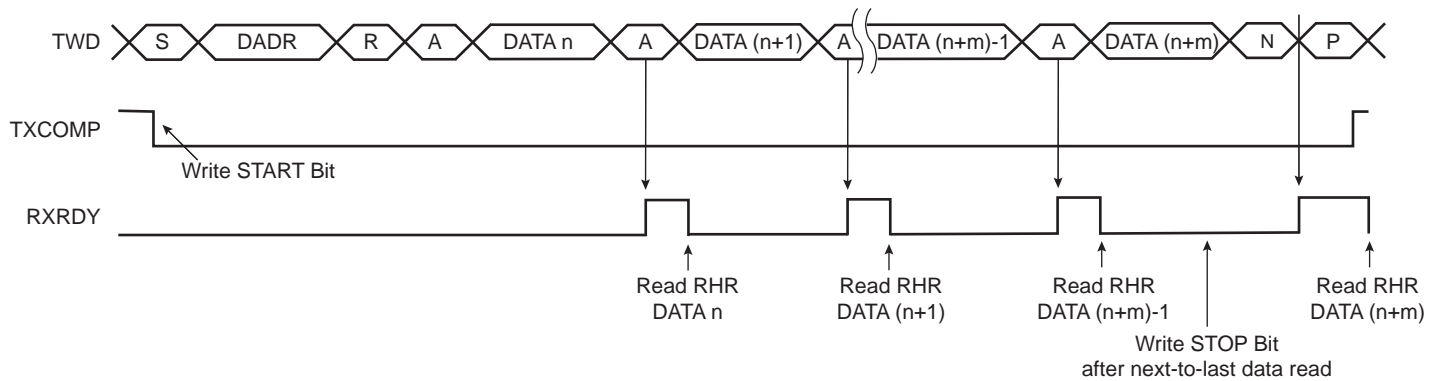 TWD S DADR R A DATA n A DATA (n+1) A DATA (n+m)-1 A DATA (n+m) N P
TXCOMP
Write START Bit
RXRDY
Read RHR
DATA n
Read RHR
DATA (n+1)
Read RHR
DATA (n+m)-1
Read RHR
DATA (n+m)
Write STOP Bit
after next-to-last data read